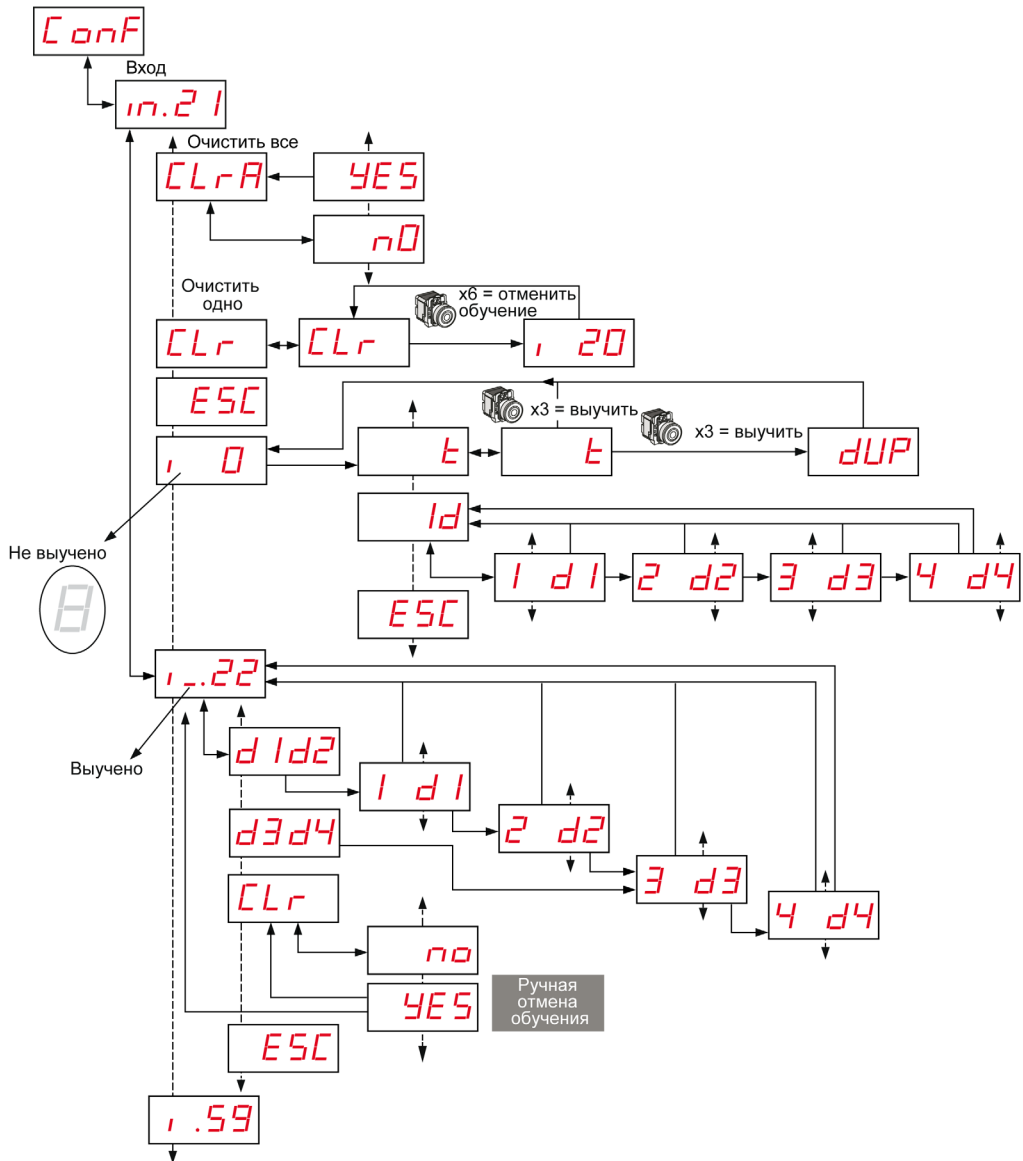 ConF
Вход
in.21
Очистить все
CLrA
YES
nO
Очистить
одно
x6 = отменить
обучение
CLr
CLr
ı 20
ESC
x3 = выучить
x3 = выучить
ı 0
t
t
dUP
Id
Не выучено
1 d1
2 d2
3 d3
4 d4
8
ESC
ı_.22
Выучено
d1d2
1 d1
d3d4
2 d2
3 d3
CLr
4 d4
no
YES
Ручная
отмена
обучения
ESC
ı .59